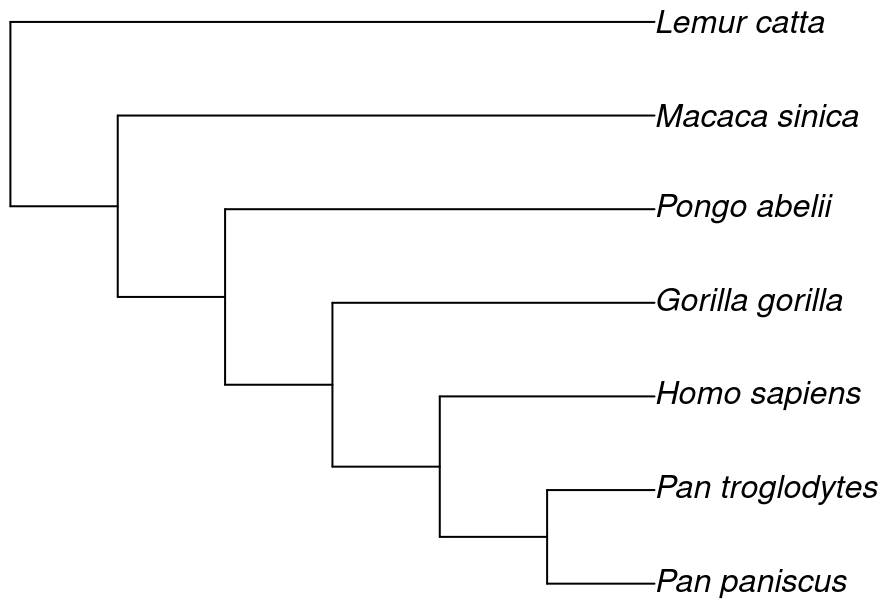 Lemur catta
Macaca sinica
Pongo abelii
Gorilla gorilla
Homo sapiens
Pan troglodytes
Pan paniscus